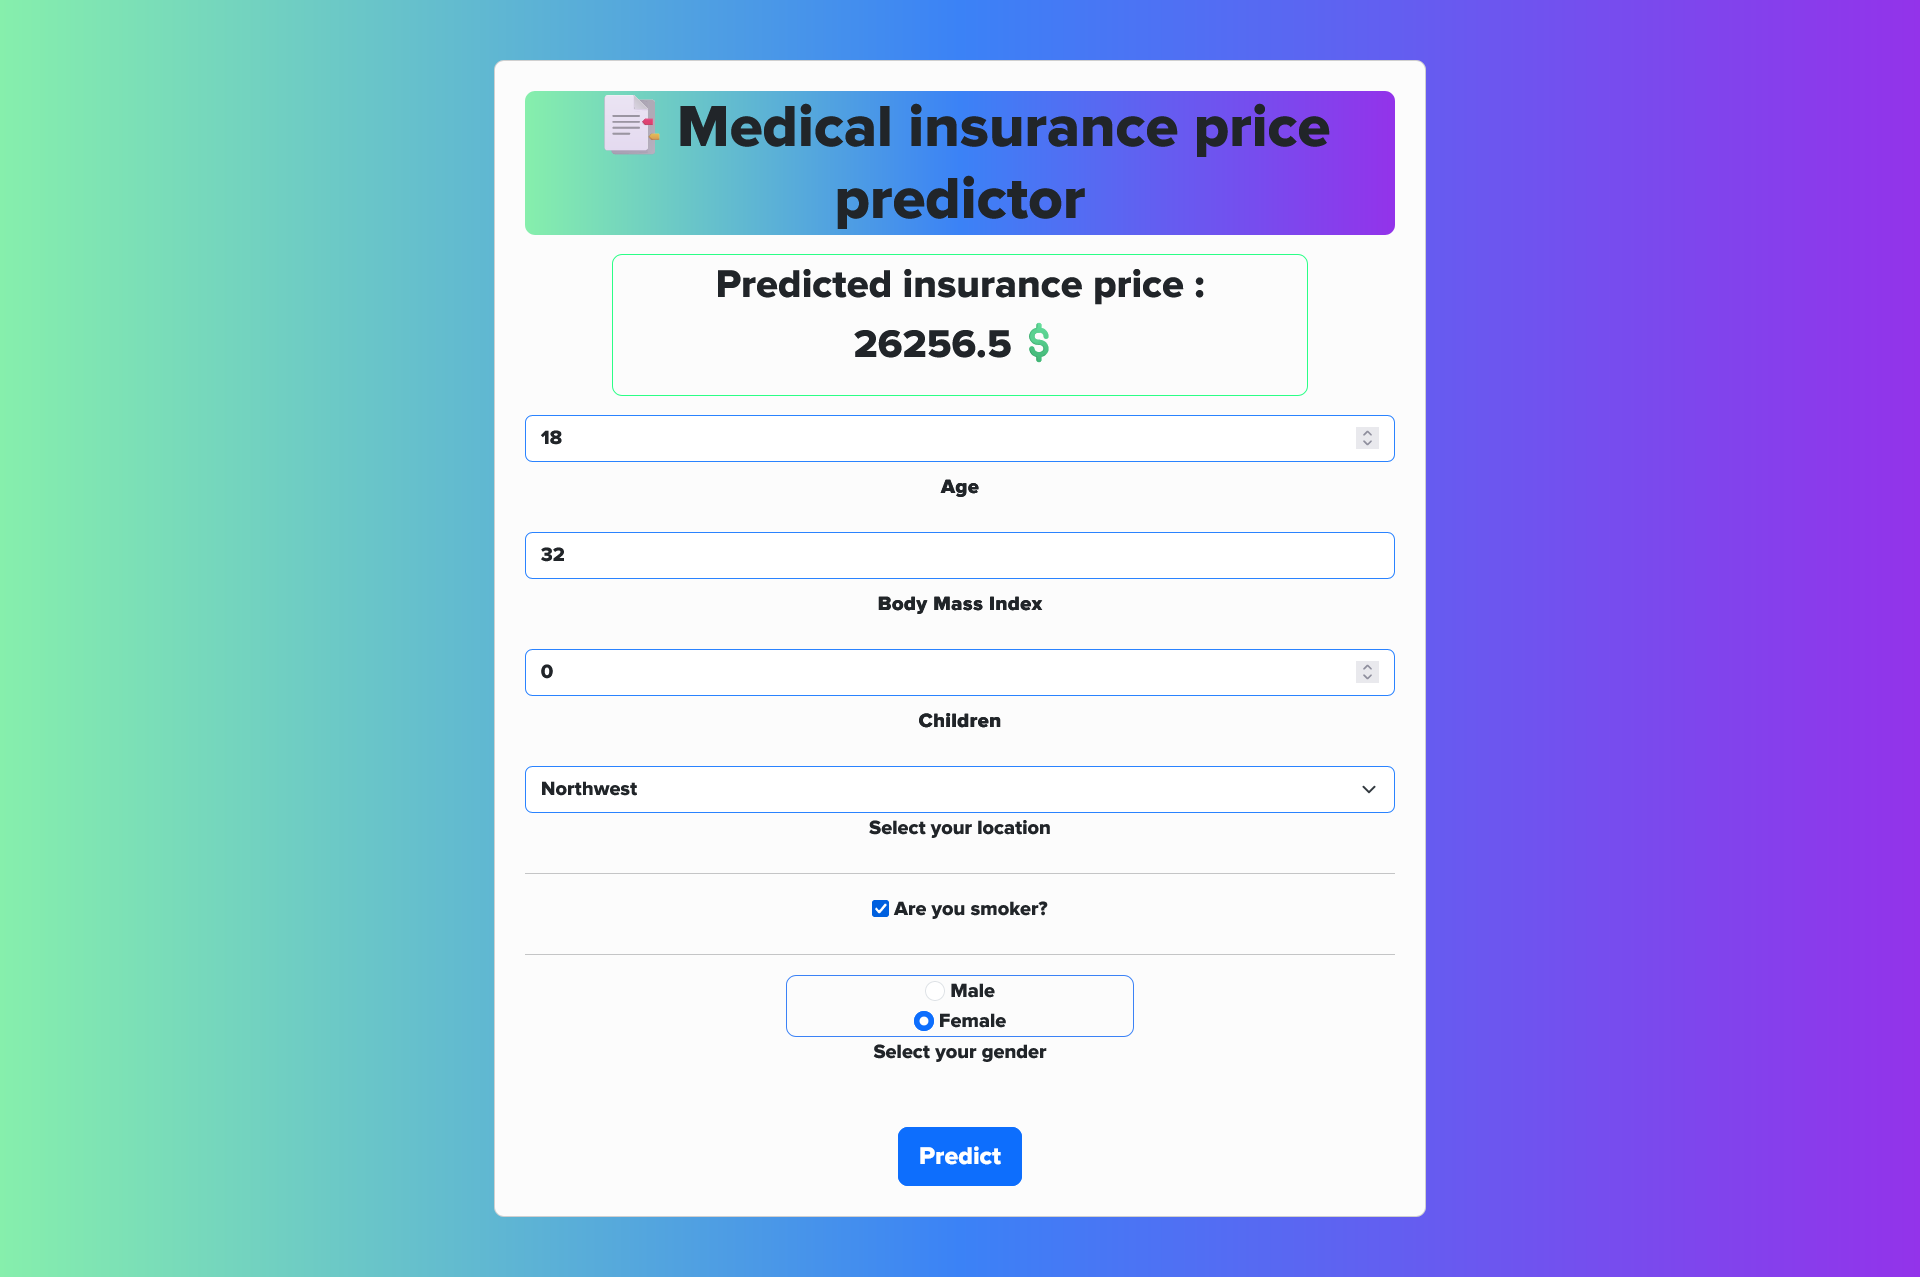 Medical insurance price
predictor
Predicted insurance price :
26256.5 $
18
Age
32
Body Mass Index
0
Children
Northwest
Select your location
Are you smoker?
Male
Female
Select your gender
Predict